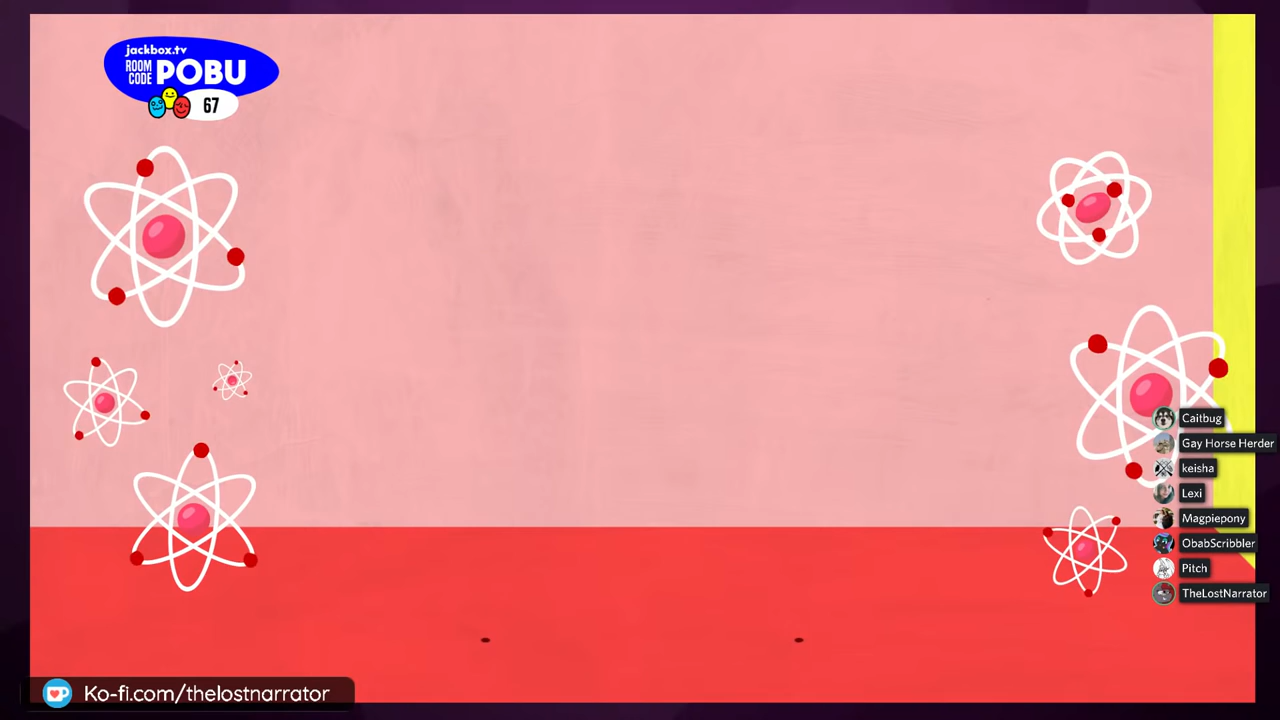 jackbox.tv
ROOM CODE POBU
67
Caitbug
Gay Horse Herder
keisha
Lexi
Magpiepony
ObabScribbler
Pitch
TheLostNarrator
Ko-fi.com/thelostnarrator